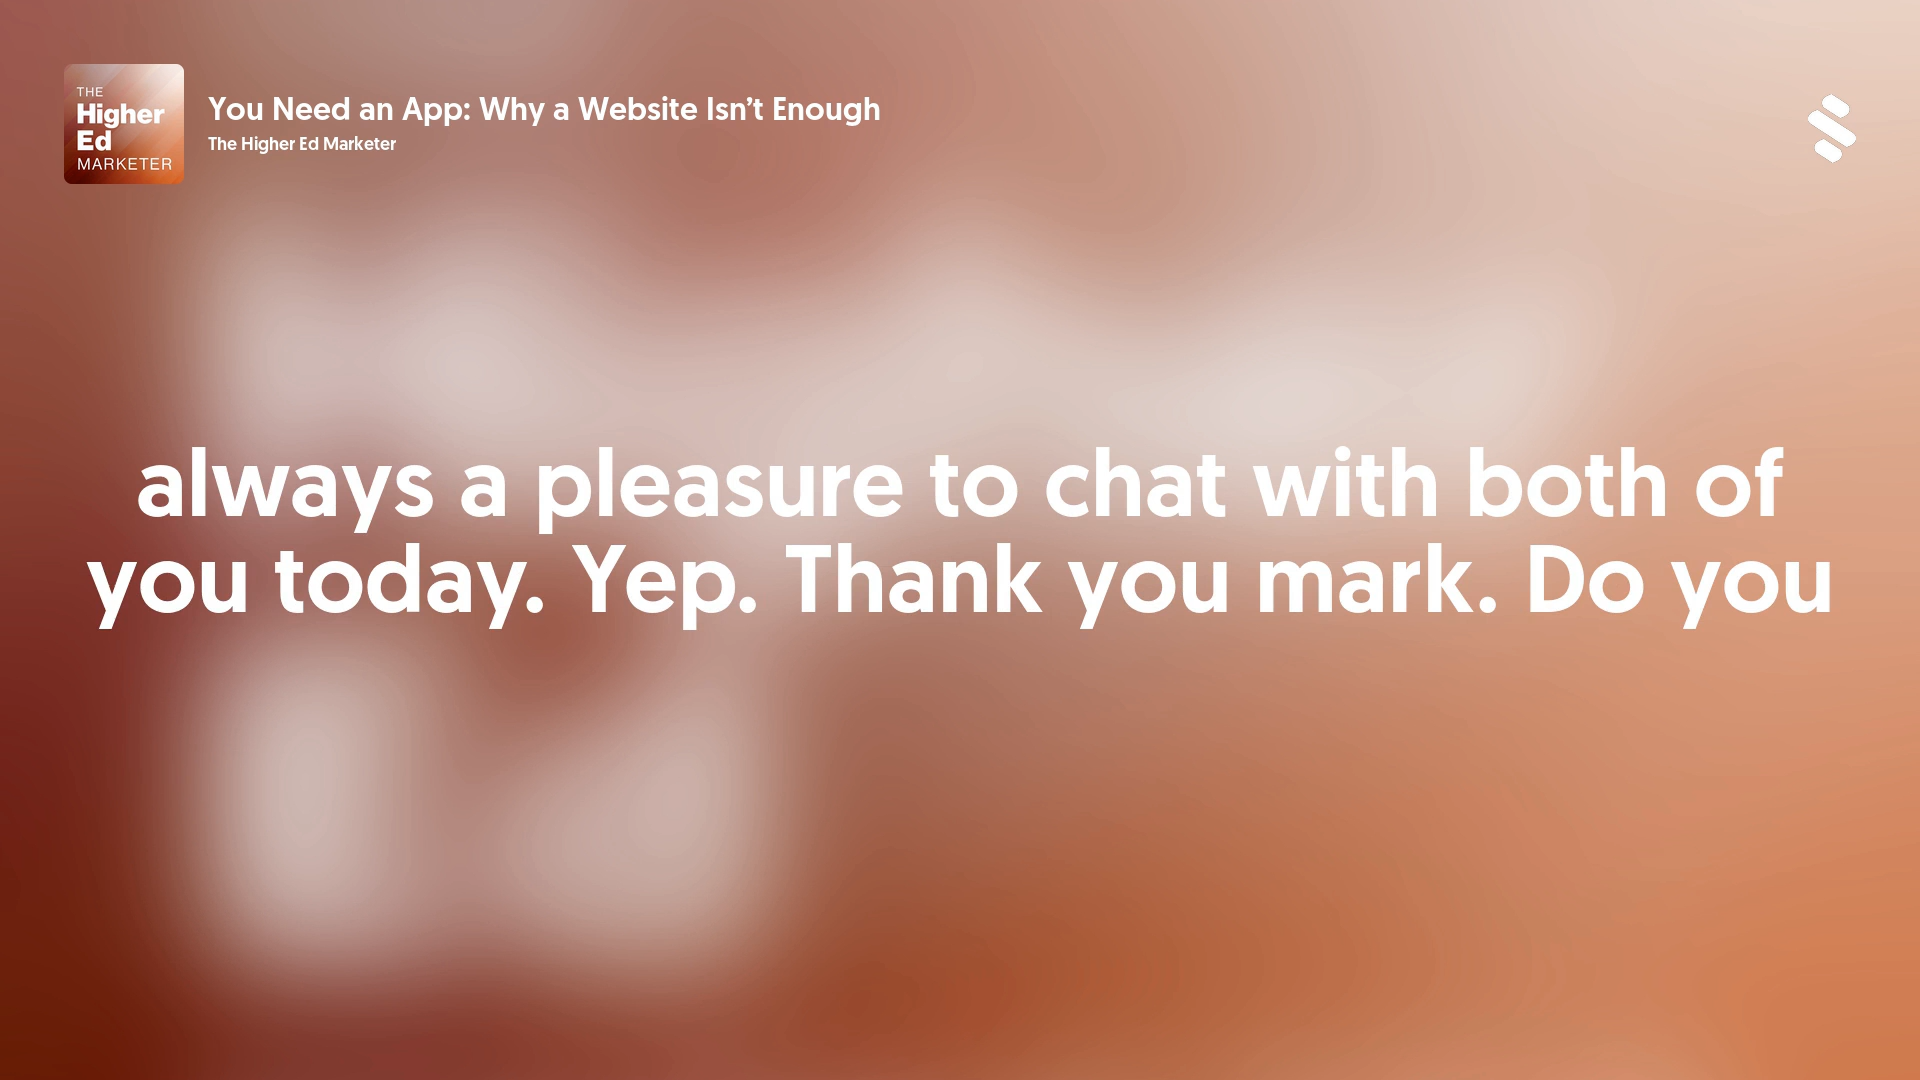 THE
Higher
Ed
MARKETER
You Need an App: Why a Website Isn’t Enough
The Higher Ed Marketer
always a pleasure to chat with both of
you today. Yep. Thank you mark. Do you